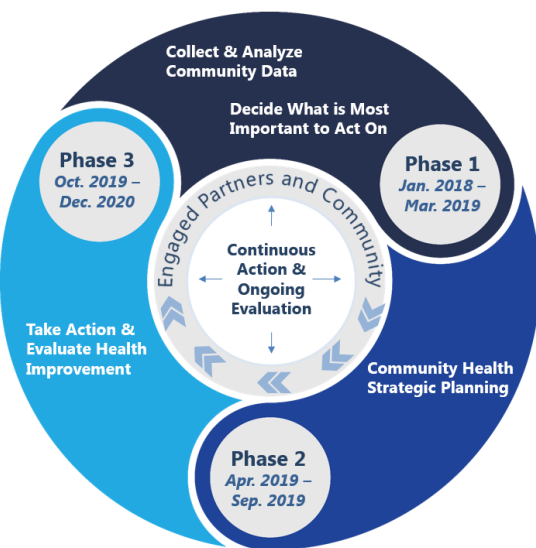 Collect & Analyze
Community Data
Decide What is Most
Important to Act On
Phase 1
Jan. 2018 –
Mar. 2019
Community Health
Strategic Planning
Phase 2
Apr. 2019 –
Sep. 2019
Take Action &
Evaluate Health
Improvement
Phase 3
Oct. 2019 –
Dec. 2020
Engaged Partners and Community
Continuous
Action &
Ongoing
Evaluation